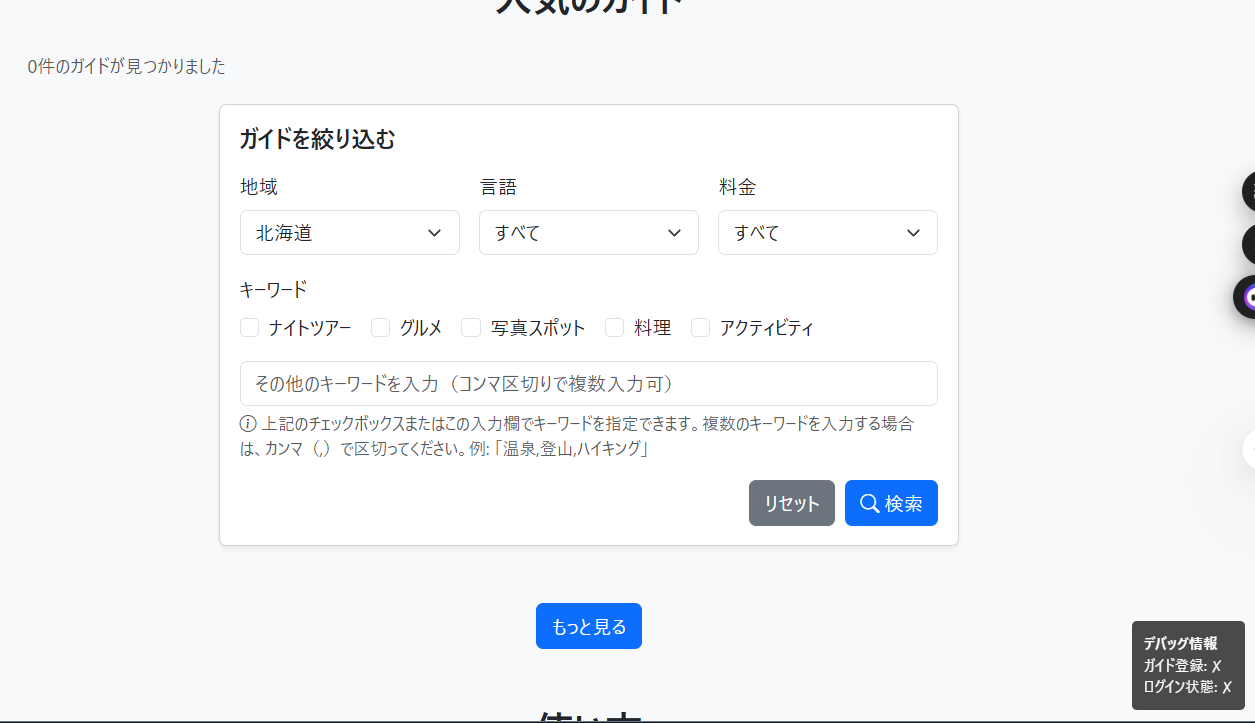 人気のガイド
0件のガイドが見つかりました
ガイドを絞り込む
地域
言語
料金
北海道
すべて
すべて
キーワード
ナイトツアー
グルメ
写真スポット
料理
アクティビティ
その他のキーワードを入力（コンマ区切りで複数入力可）
上記のチェックボックスまたはこの入力欄でキーワードを指定できます。複数のキーワードを入力する場合
は、カンマ（,）で区切ってください。例:「温泉,登山,ハイキング」
リセット
検索
もっと見る
デバッグ情報
ガイド登録: ✗
ログイン状態: ✗
使い方